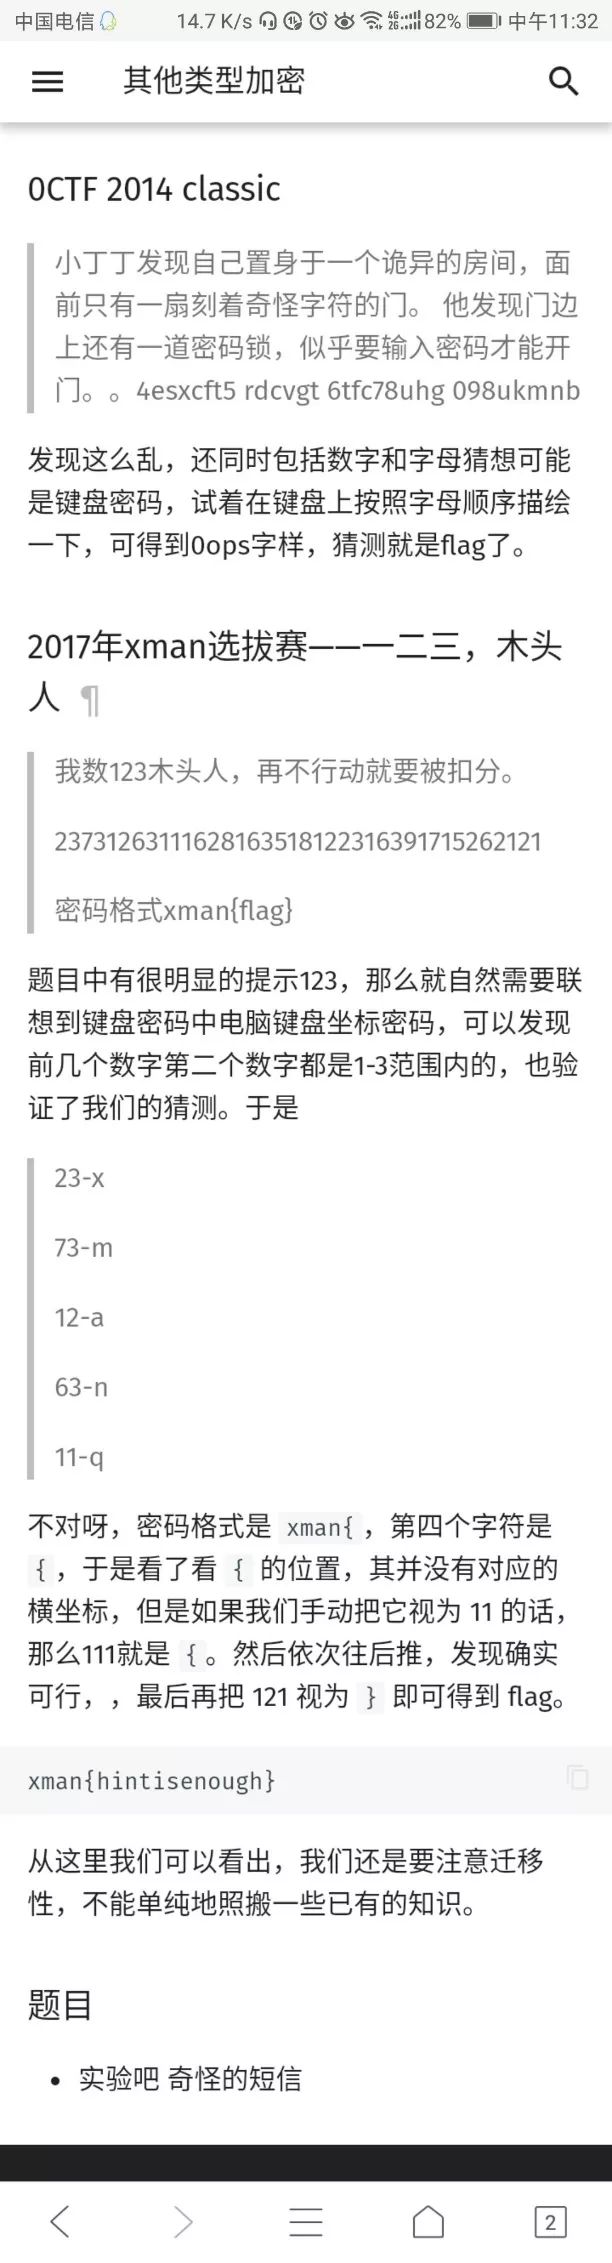 中国电信
14.7 K/s
82%
中午11:32
其他类型加密
0CTF 2014 classic
小丁丁发现自己置身于一个诡异的房间，面
前只有一扇刻着奇怪字符的门。 他发现门边
上还有一道密码锁，似乎要输入密码才能开
门。。4esxcft5 rdcvgt 6tfc78uhg 098ukmnb
发现这么乱，还同时包括数字和字母猜想可能
是键盘密码，试着在键盘上按照字母顺序描绘
一下，可得到0ops字样，猜测就是flag了。
2017年xman选拔赛——一二三，木头
人 ¶
我数123木头人，再不行动就要被扣分。
23731263111628163518122316391715262121
密码格式xman{flag}
题目中有很明显的提示123，那么就自然需要联
想到键盘密码中电脑键盘坐标密码，可以发现
前几个数字第二个数字都是1-3范围内的，也验
证了我们的猜测。于是
23-x
73-m
12-a
63-n
11-q
不对呀，密码格式是 xman{ ，第四个字符是
{ ，于是看了看 { 的位置，其并没有对应的
横坐标，但是如果我们手动把它视为 11 的话，
那么111就是 { 。然后依次往后推，发现确实
可行，，最后再把 121 视为 } 即可得到 flag。
xman{hintisenough}
从这里我们可以看出，我们还是要注意迁移
性，不能单纯地照搬一些已有的知识。
题目
• 实验吧 奇怪的短信
2